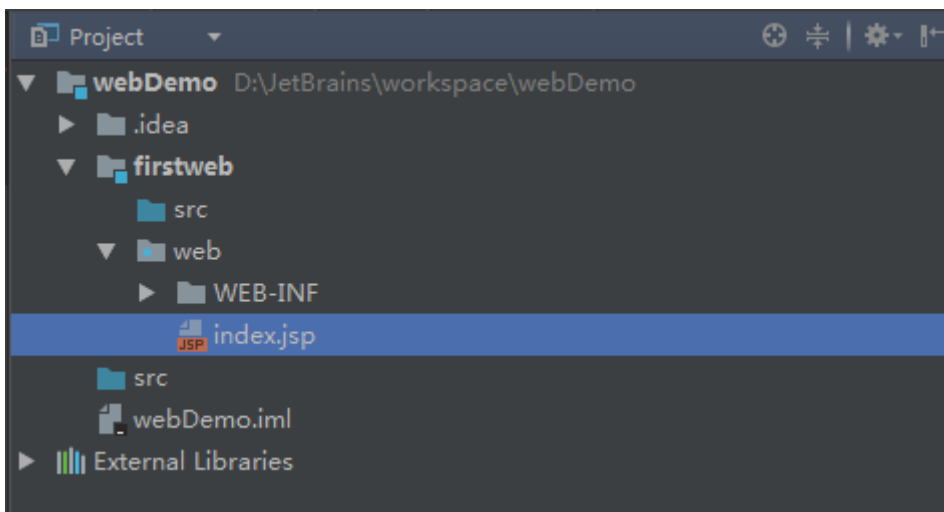 Project
webDemo D:\JetBrains\workspace\webDemo
.idea
firstweb
src
web
WEB-INF
JSP index.jsp
src
webDemo.iml
External Libraries